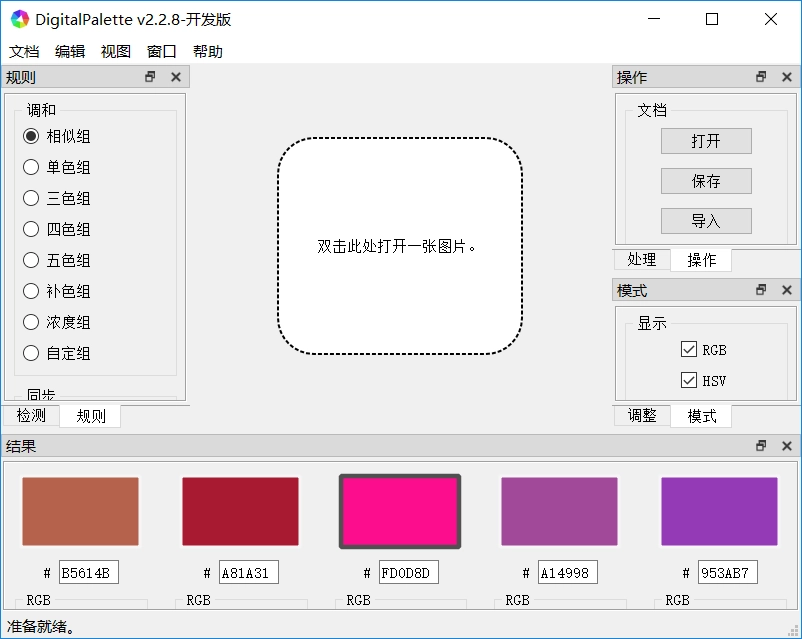 DigitalPalette v2.2.8-开发版
文档 编辑 视图 窗口 帮助
规则
调和
相似组
单色组
三色组
四色组
五色组
补色组
浓度组
自定组
同步
检测 规则
双击此处打开一张图片。
操作
文档
打开
保存
导入
处理 操作
模式
显示
RGB
HSV
调整 模式
结果
# B5614B # A81A31 # FD0D8D # A14998 # 953AB7
RGB RGB RGB RGB RGB
准备就绪。